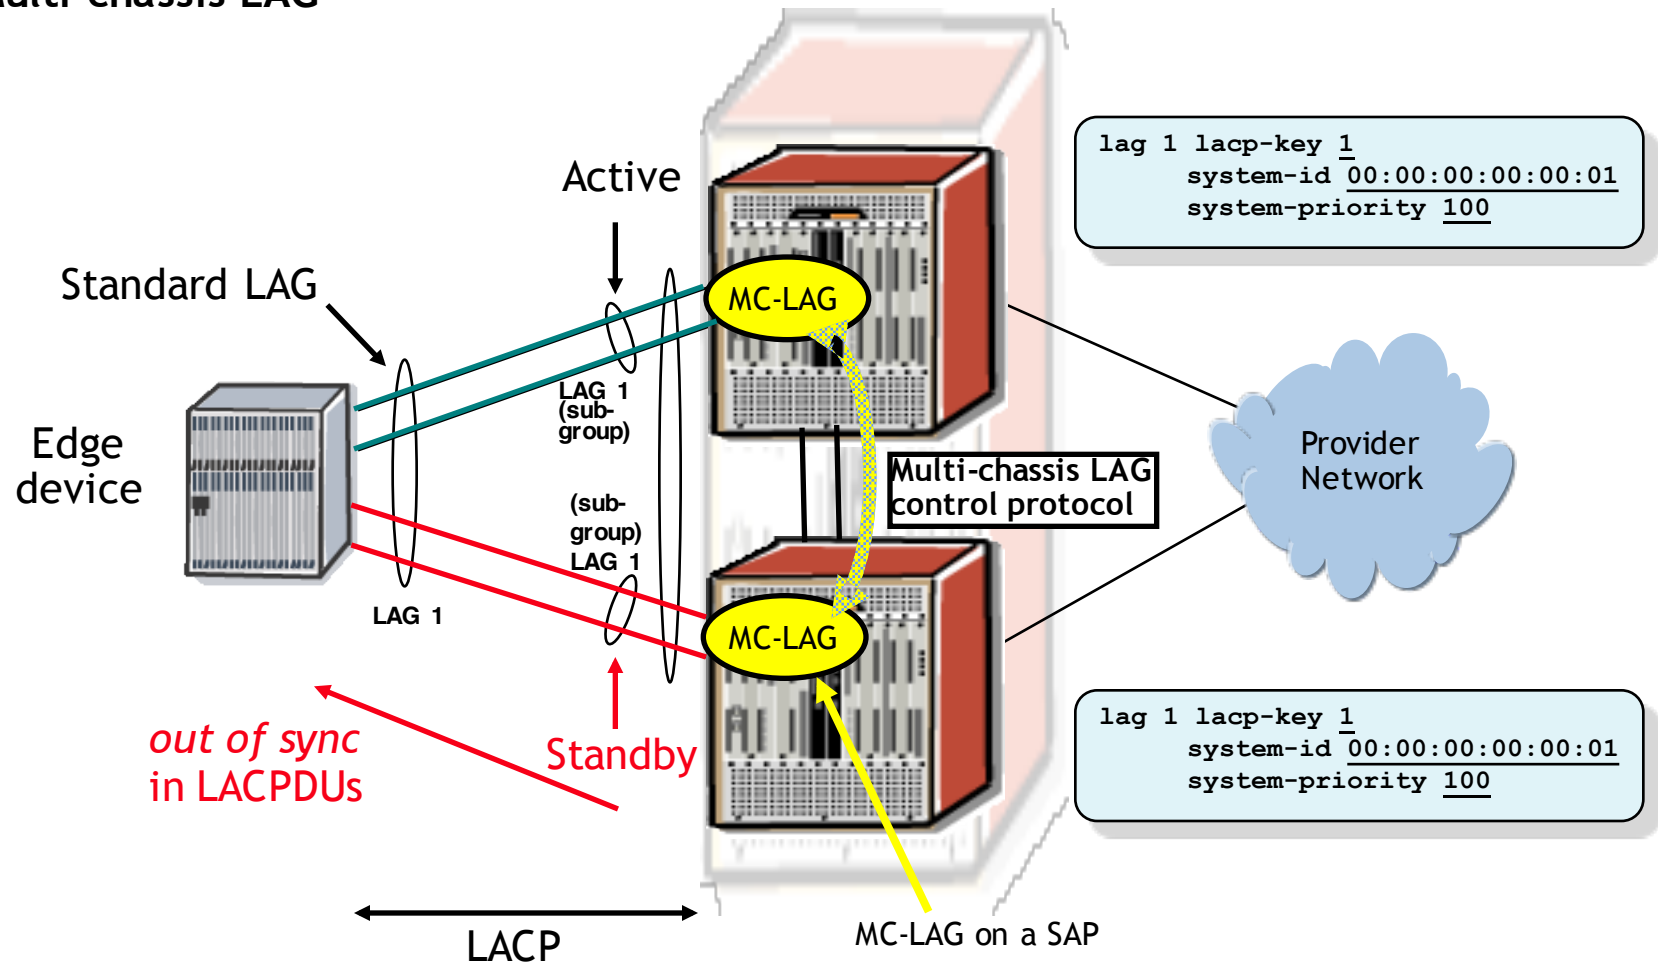 Multi-chassis LAG
lag 1 lacp-key 1
system-id 00:00:00:00:00:01
system-priority 100
Active
MC-LAG
Standard LAG
LAG 1
(sub-
group)
Edge
device
Provider
Network
Multi-chassis LAG
control protocol
(sub-
group)
LAG 1
LAG 1
MC-LAG
out of sync
in LACPDUs
Standby
lag 1 lacp-key 1
system-id 00:00:00:00:00:01
system-priority 100
LACP
MC-LAG on a SAP